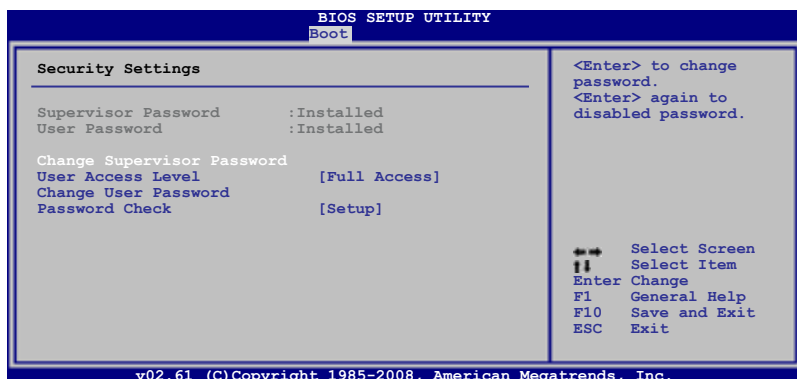 BIOS SETUP UTILITY
Boot
Security Settings
Supervisor Password :Installed
User Password :Installed
Change Supervisor Password
User Access Level [Full Access]
Change User Password
Password Check [Setup]
<Enter> to change
password.
<Enter> again to
disabled password.
Select Screen
Select Item
Enter Change
F1 General Help
F10 Save and Exit
ESC Exit
v02.61 (C)Copyright 1985-2008, American Megatrends, Inc.